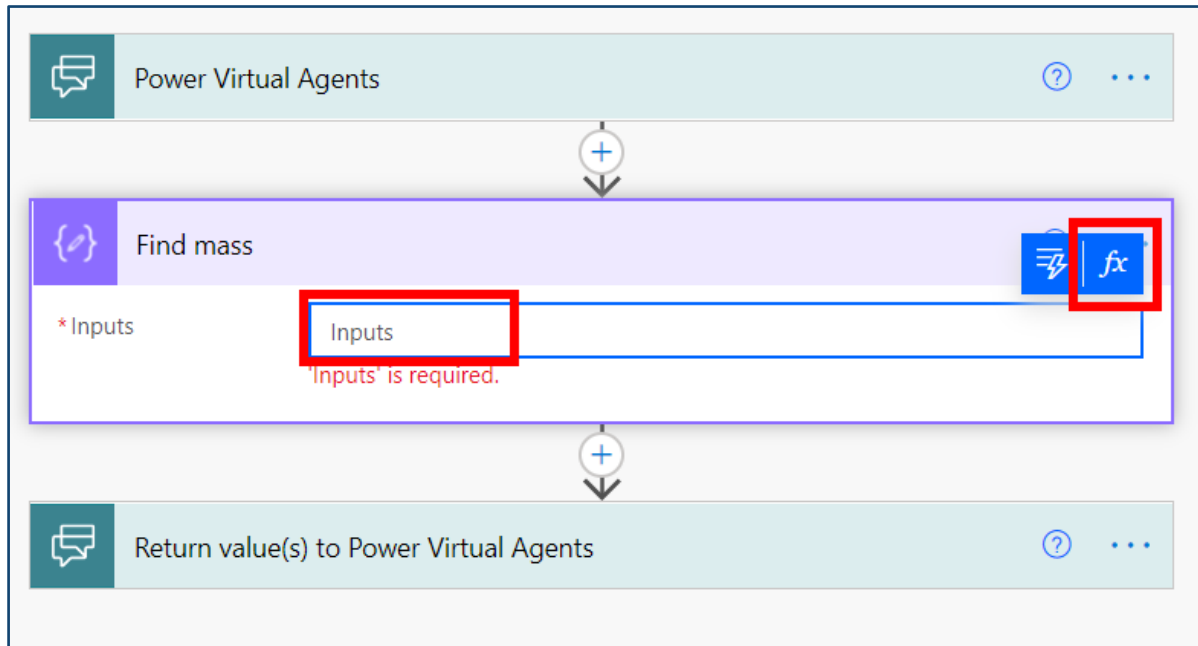 Power Virtual Agents
Find mass
fx
* Inputs
Inputs
'Inputs' is required.
Return value(s) to Power Virtual Agents